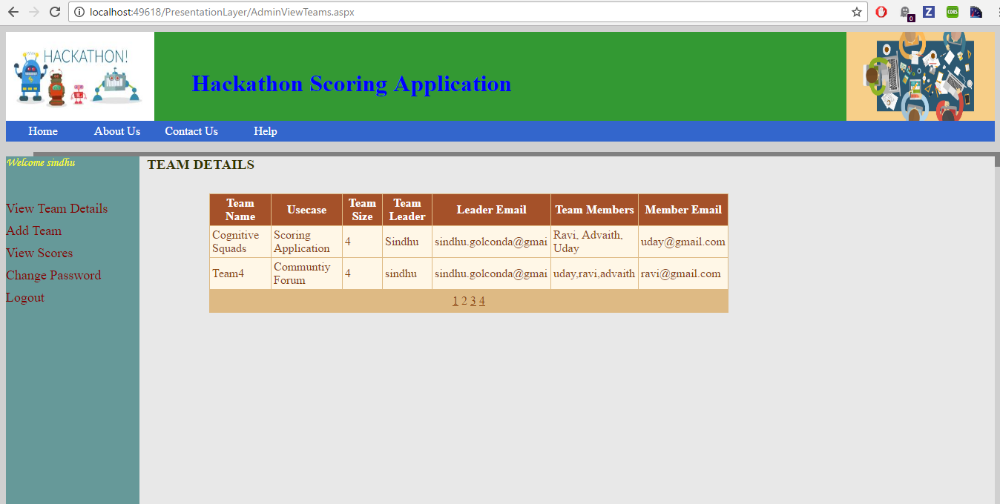 localhost:49618/PresentationLayer/AdminViewTeams.aspx
0
Z
CORS
HACKATHON!
Hackathon Scoring Application
Home About Us Contact Us Help
Welcome sindhu
View Team Details
Add Team
View Scores
Change Password
Logout
TEAM DETAILS
Team Name Usecase Team Size Team Leader Leader Email Team Members Member Email
Cognitive Squads Scoring Application 4 Sindhu sindhu.golconda@gmai Ravi, Advaith, Uday uday@gmail.com
Team4 Communtiy Forum 4 sindhu sindhu.golconda@gmai uday,ravi,advaith ravi@gmail.com
1 2 3 4